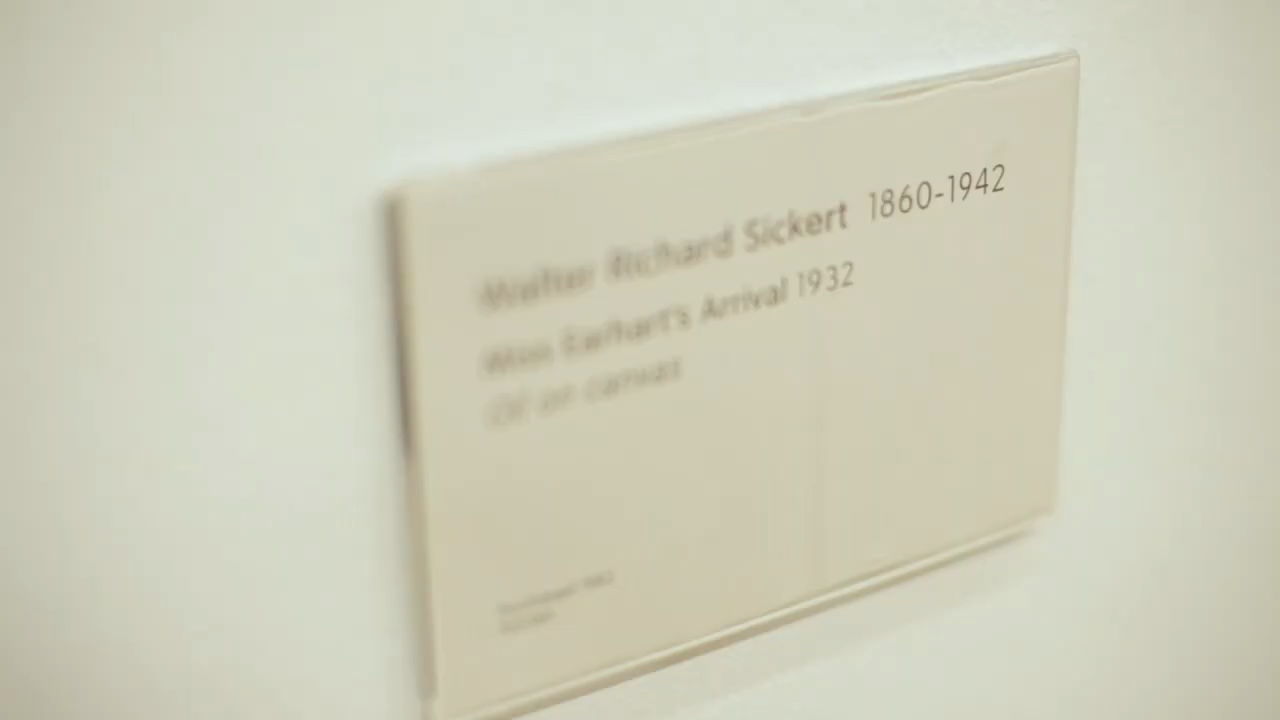 Walter Richard Sickert 1860-1942
Miss Earhart's Arrival 1932
Oil on canvas